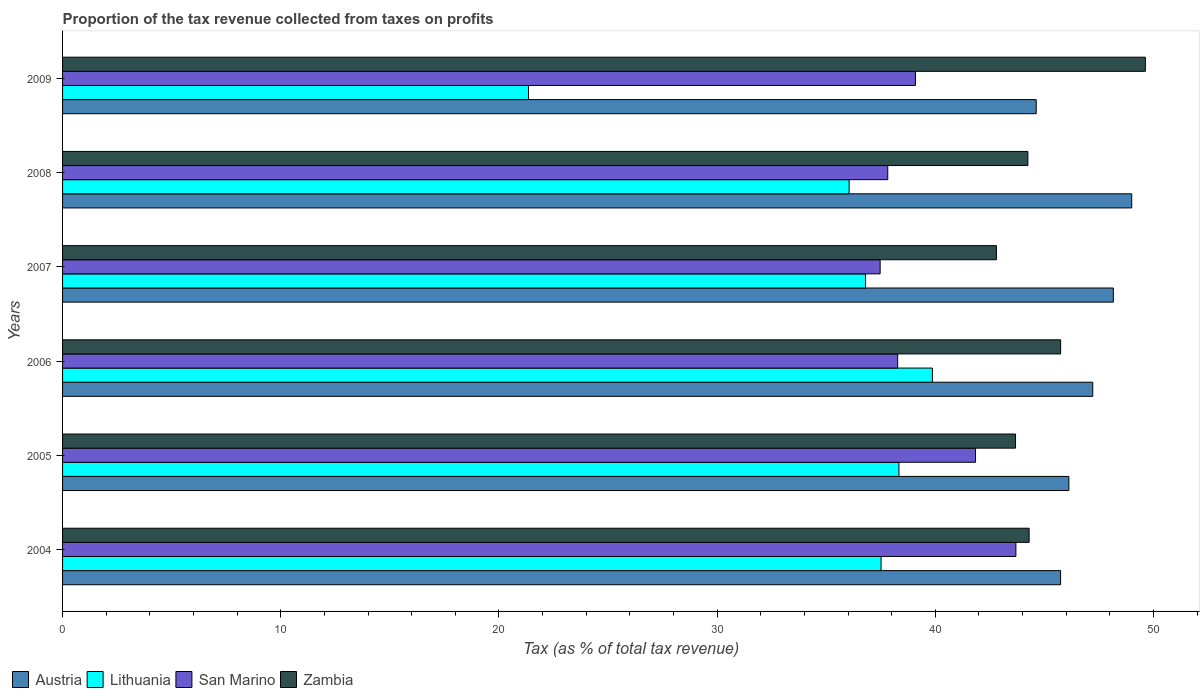 Proportion of the tax revenue collected from taxes on profits
2009
2008
2007
2006
2005
2004
Years
0 10 20 30 40 50
Tax (as % of total tax revenue)
Austria Lithuania San Marino Zambia